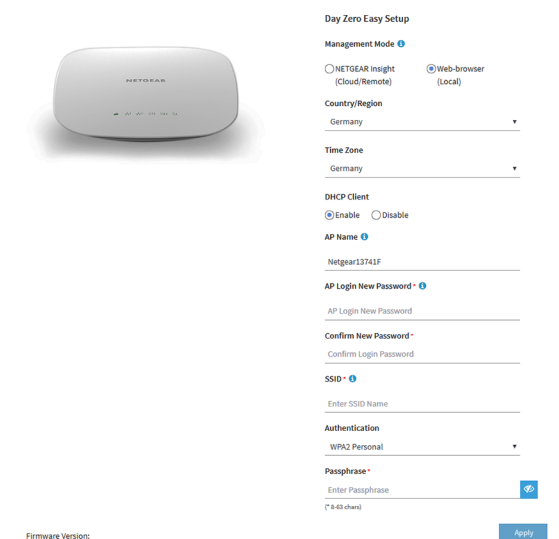 Day Zero Easy Setup
Management Mode
NETGEAR Insight
(Cloud/Remote)
Web-browser
(Local)
Country/Region
Germany
Time Zone
Germany
DHCP Client
Enable
Disable
AP Name
Netgear13741F
AP Login New Password*
AP Login New Password
Confirm New Password*
Confirm Login Password
SSID*
Enter SSID Name
Authentication
WPA2 Personal
Passphrase*
Enter Passphrase
(* 8-63 chars)
Apply
NETGEAR
Firmware Version: